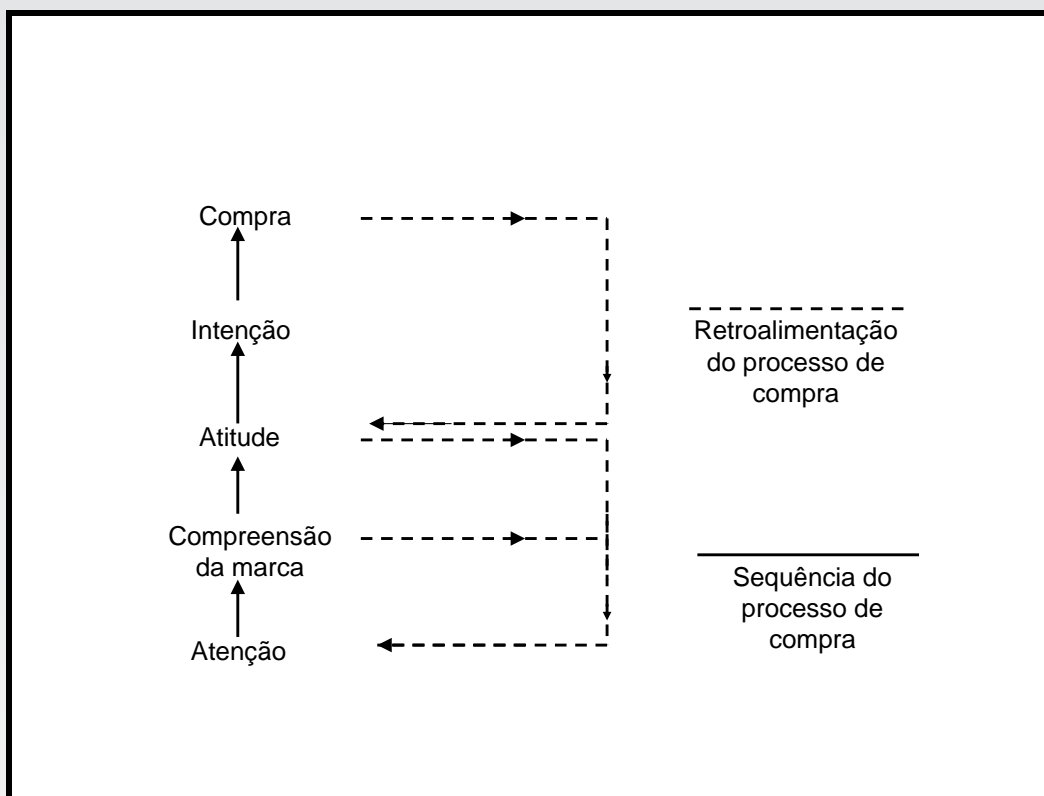 Compra
Intenção
Atitude
Compreensão
da marca
Atenção
Retroalimentação
do processo de
compra
Sequência do
processo de
compra